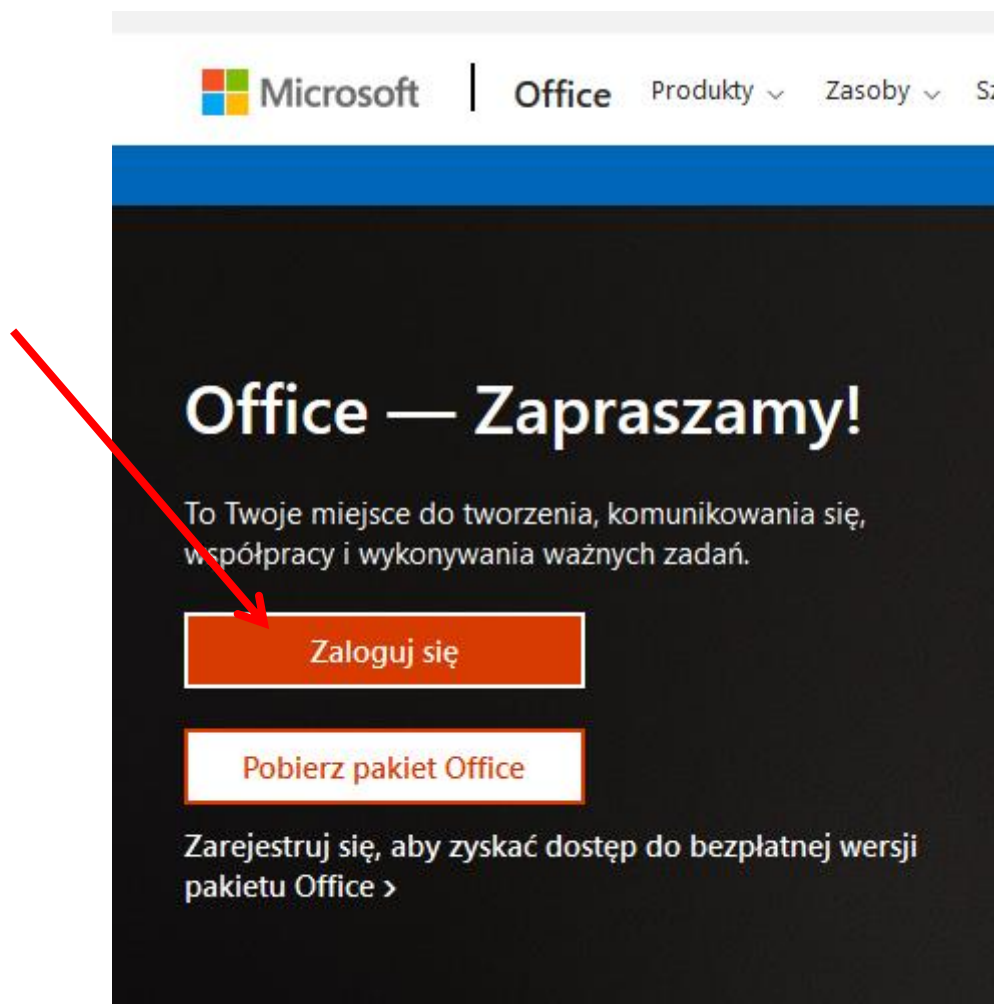 Microsoft | Office Produkty Zasoby Sz
Office — Zapraszamy!
To Twoje miejsce do tworzenia, komunikowania się,
współpracy i wykonywania ważnych zadań.
Zaloguj się
Pobierz pakiet Office
Zarejestruj się, aby zyskać dostęp do bezpłatnej wersji
pakietu Office >